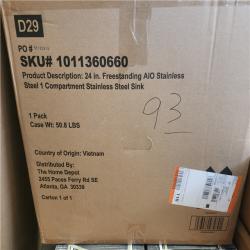 D29
PO #
SKU# 1011360660
Product Description: 24 in. Freestanding AIO Stainless
Steel 1 Compartment Stainless Steel Sink
93
1 Pack
Case Wt: 50.6 LBS
Country of Origin: Vietnam
Distributed By:
The Home Depot
2455 Paces Ferry Rd SE
Atlanta, GA 30339
Carton 1 of 1